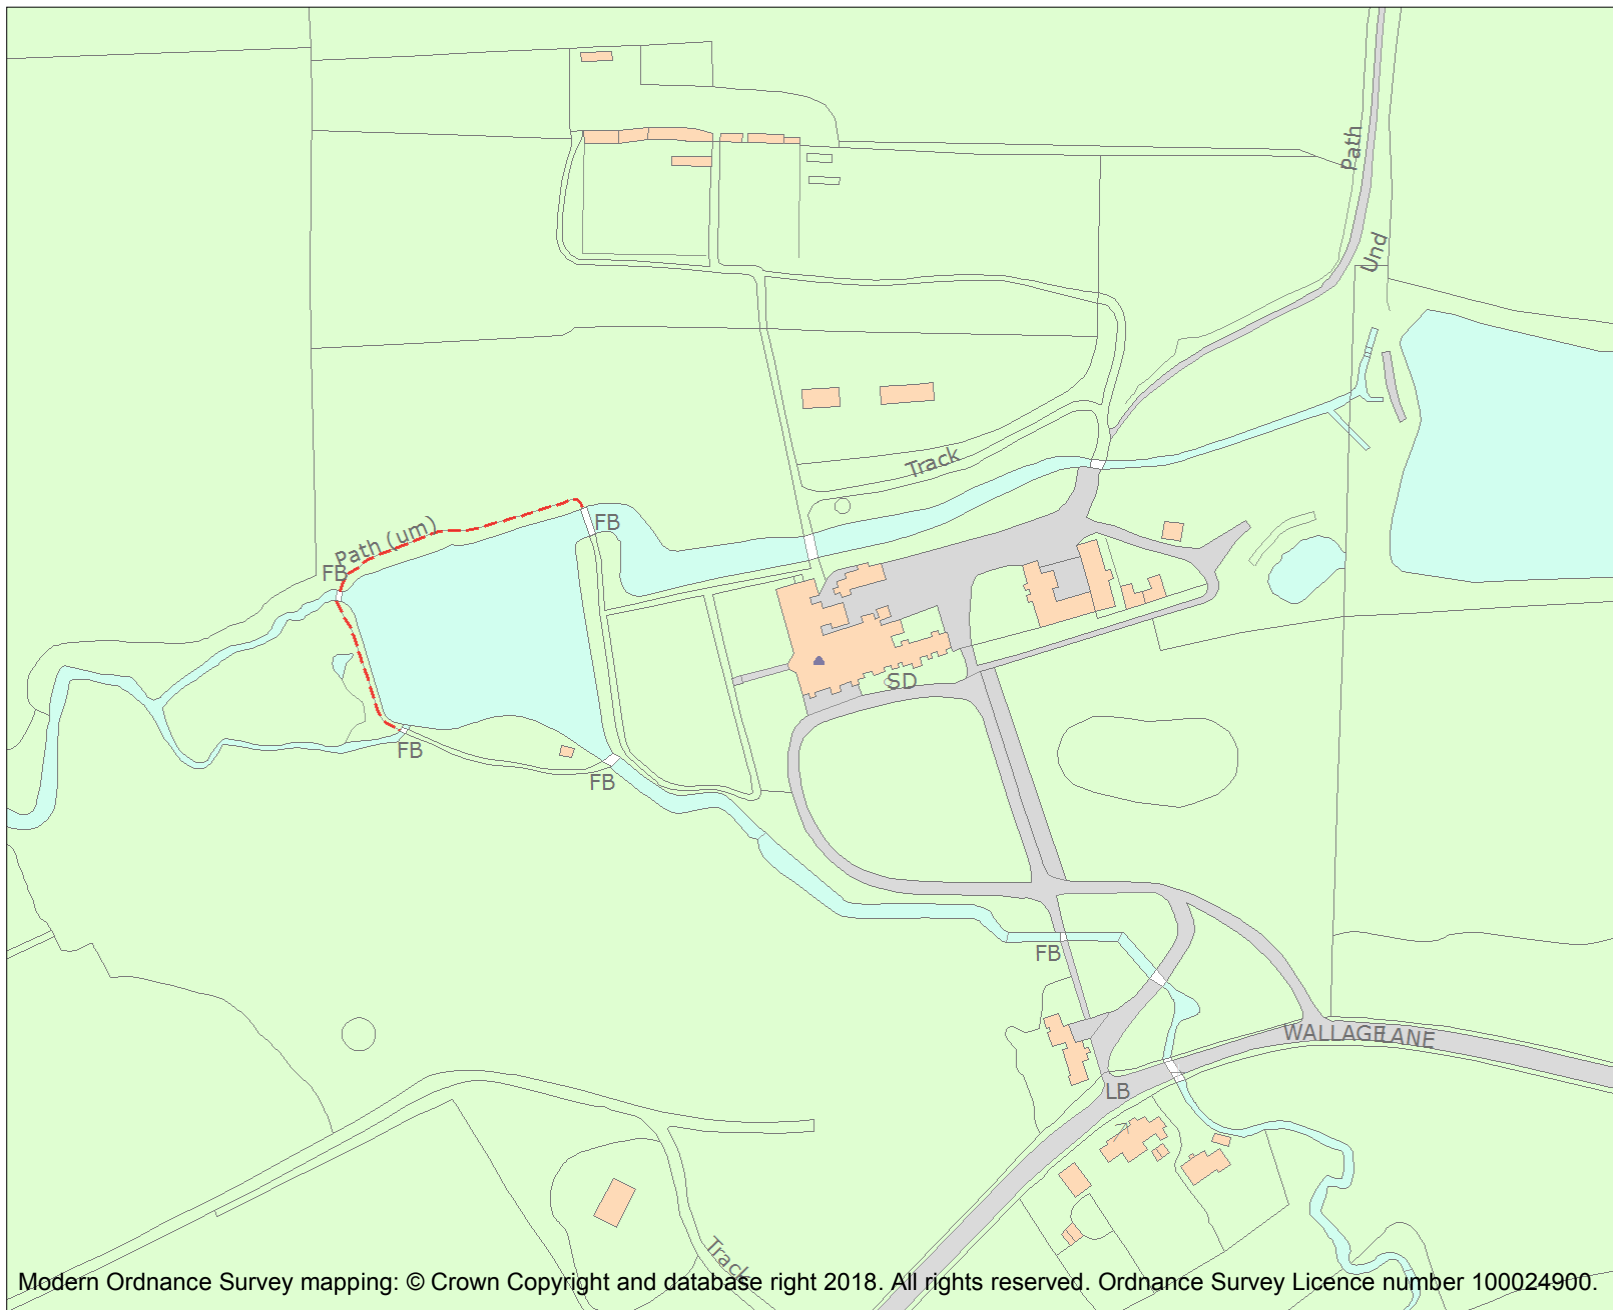 Path
Und
Track
FB
Path (um)
FB
SD
FB
FB
FB
WALLAGE LANE
LB
Track
Modern Ordnance Survey mapping: © Crown Copyright and database right 2018. All rights reserved. Ordnance Survey Licence number 100024900.